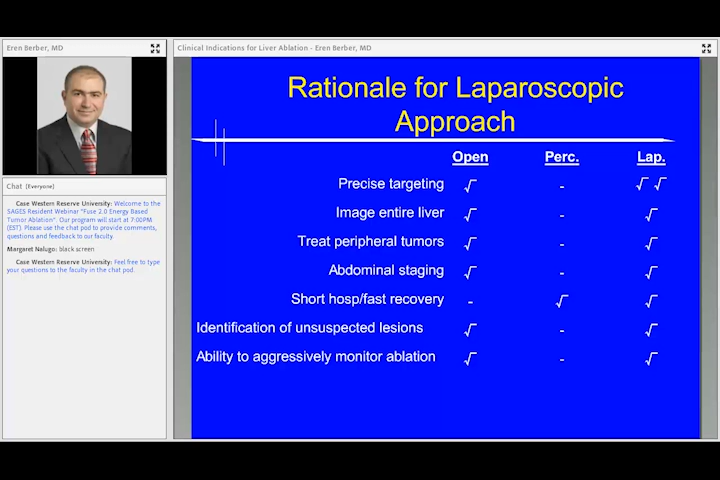 Eren Berber, MD
Clinical Indications for Liver Ablation - Eren Berber, MD
Chat (Everyone)
Case Western Reserve University: Welcome to the
SAGES Resident Webinar "Fuse 2.0 Energy Based
Tumor Ablation". Our program will start at 7:00PM
(EST). Please use the chat pod to provide comments,
questions and feedback to our faculty.
Margaret Nalugo: black screen
Case Western Reserve University: Feel free to type
your questions to the faculty in the chat pod.
Rationale for Laparoscopic
Approach
Open Perc. Lap.
Precise targeting √ - √ √
Image entire liver √ - √
Treat peripheral tumors √ - √
Abdominal staging √ - √
Short hosp/fast recovery - √ √
Identification of unsuspected lesions √ - √
Ability to aggressively monitor ablation √ - √